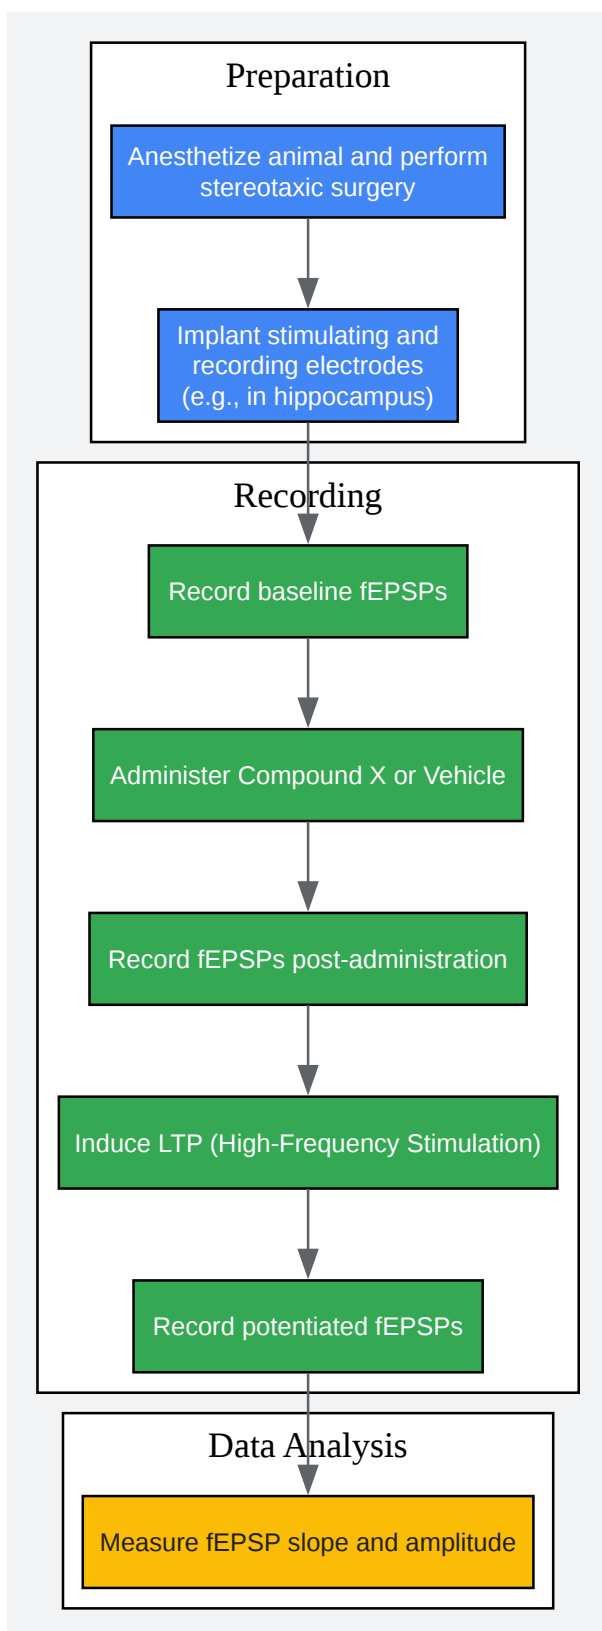 Preparation
Anesthetize animal and perform
stereotaxic surgery
Implant stimulating and
recording electrodes
(e.g., in hippocampus)
Recording
Record baseline fEPSPs
Administer Compound X or Vehicle
Record fEPSPs post-administration
Induce LTP (High-Frequency Stimulation)
Record potentiated fEPSPs
Data Analysis
Measure fEPSP slope and amplitude